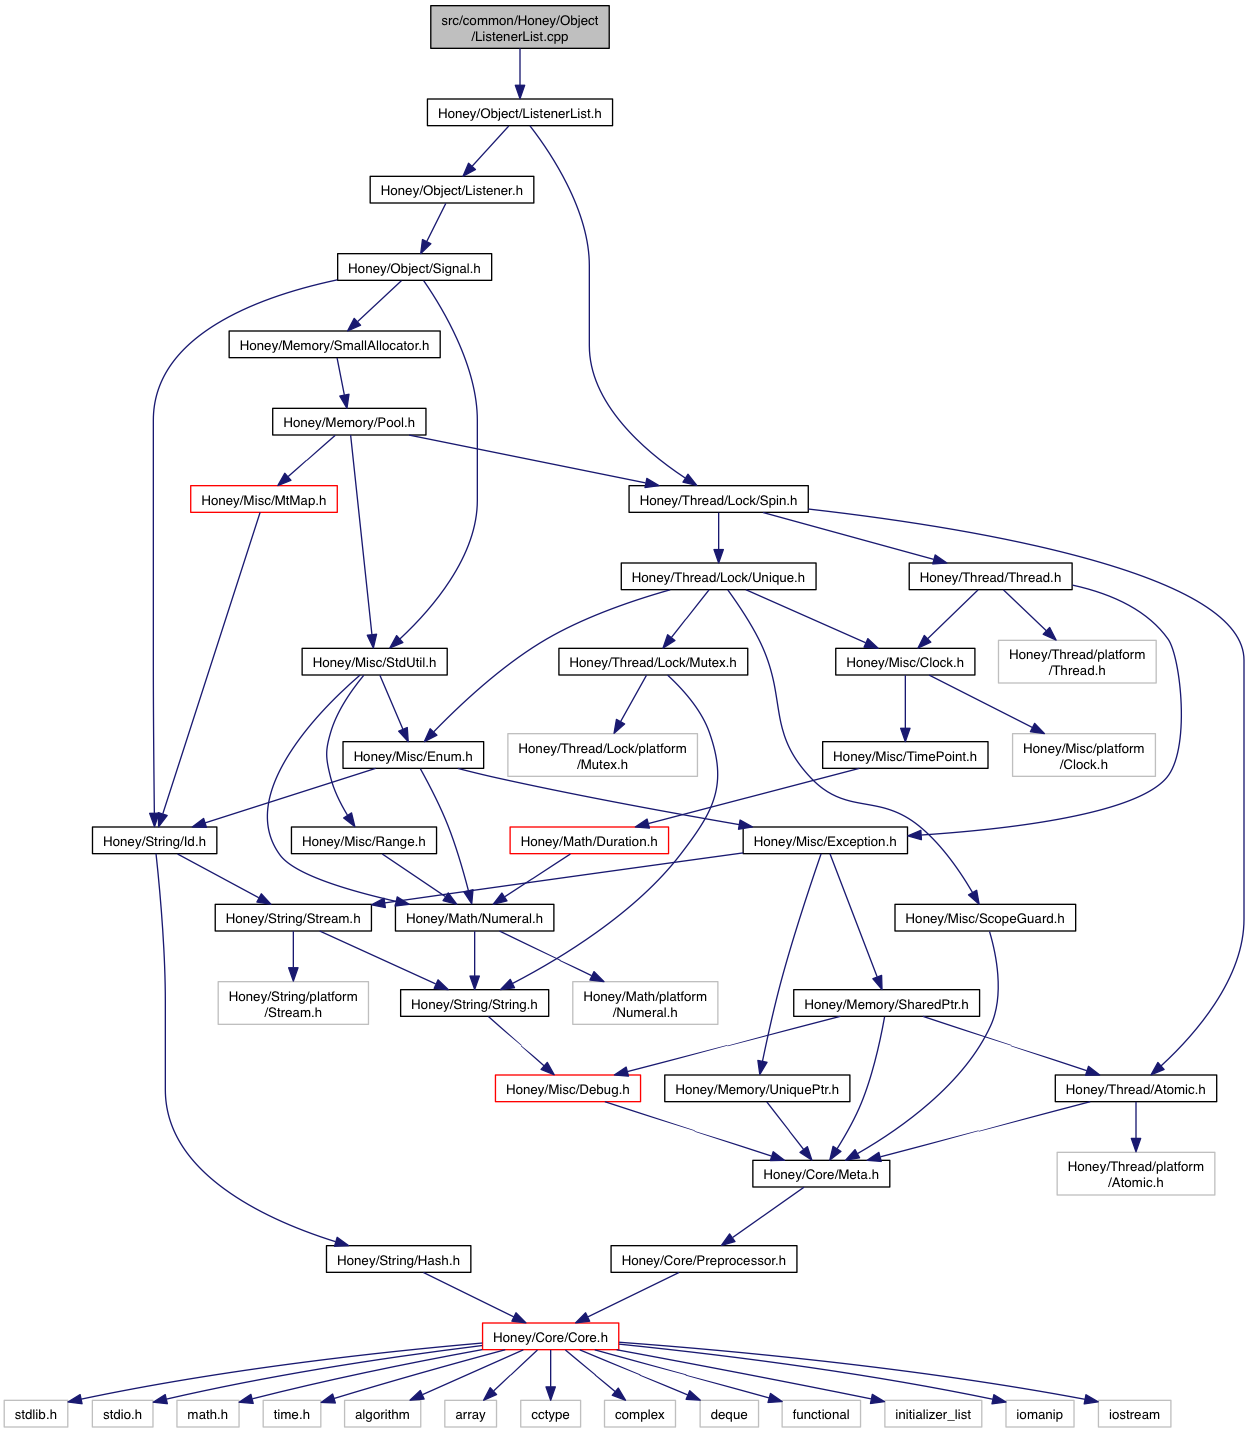 src/common/Honey/Object
/ListenerList.cpp
Honey/Object/ListenerList.h
Honey/Object/Listener.h
Honey/Object/Signal.h
Honey/Memory/SmallAllocator.h
Honey/Memory/Pool.h
Honey/Misc/MtMap.h
Honey/Thread/Lock/Spin.h
Honey/Thread/Lock/Unique.h
Honey/Thread/Thread.h
Honey/Misc/StdUtil.h
Honey/Thread/Lock/Mutex.h
Honey/Misc/Clock.h
Honey/Thread/platform
/Thread.h
Honey/Misc/Enum.h
Honey/Thread/Lock/platform
/Mutex.h
Honey/Misc/TimePoint.h
Honey/Misc/platform
/Clock.h
Honey/String/Id.h
Honey/Misc/Range.h
Honey/Math/Duration.h
Honey/Misc/Exception.h
Honey/String/Stream.h
Honey/Math/Numeral.h
Honey/Misc/ScopeGuard.h
Honey/String/platform
/Stream.h
Honey/String/String.h
Honey/Math/platform
/Numeral.h
Honey/Memory/SharedPtr.h
Honey/Misc/Debug.h
Honey/Memory/UniquePtr.h
Honey/Thread/Atomic.h
Honey/Core/Meta.h
Honey/Thread/platform
/Atomic.h
Honey/String/Hash.h
Honey/Core/Preprocessor.h
Honey/Core/Core.h
stdlib.h
stdio.h
math.h
time.h
algorithm
array
cctype
complex
deque
functional
initializer_list
iomanip
iostream